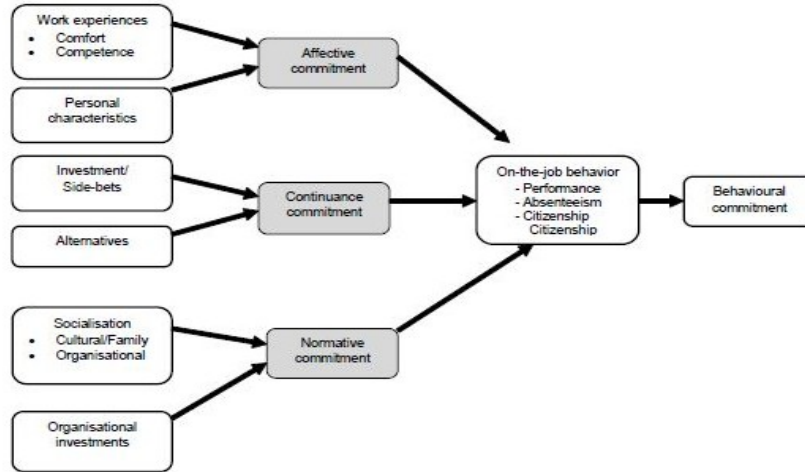 Work experiences
• Comfort
• Competence
Personal
characteristics
Affective
commitment
Investment/
Side-bets
Alternatives
Continuance
commitment
Socialisation
• Cultural/Family
• Organisational
Organisational
investments
Normative
commitment
On-the-job behavior
- Performance
- Absenteeism
- Citizenship
Citizenship
Behavioural
commitment